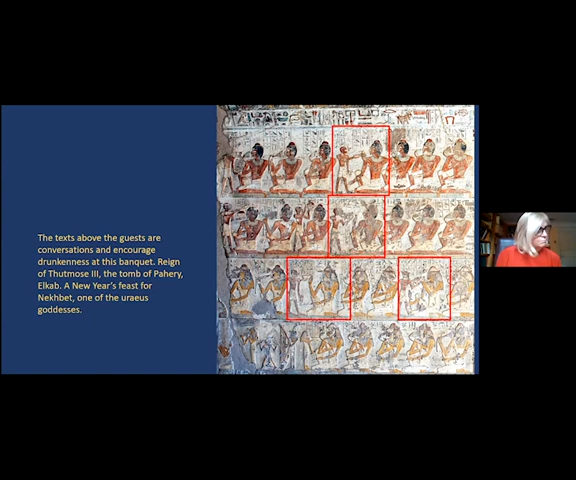 The texts above the guests are
conversations and encourage
drunkenness at this banquet. Reign
of Thutmose III, the tomb of Pahery,
Elkab. A New Year's feast for
Nekhbet, one of the uraeus
goddesses.